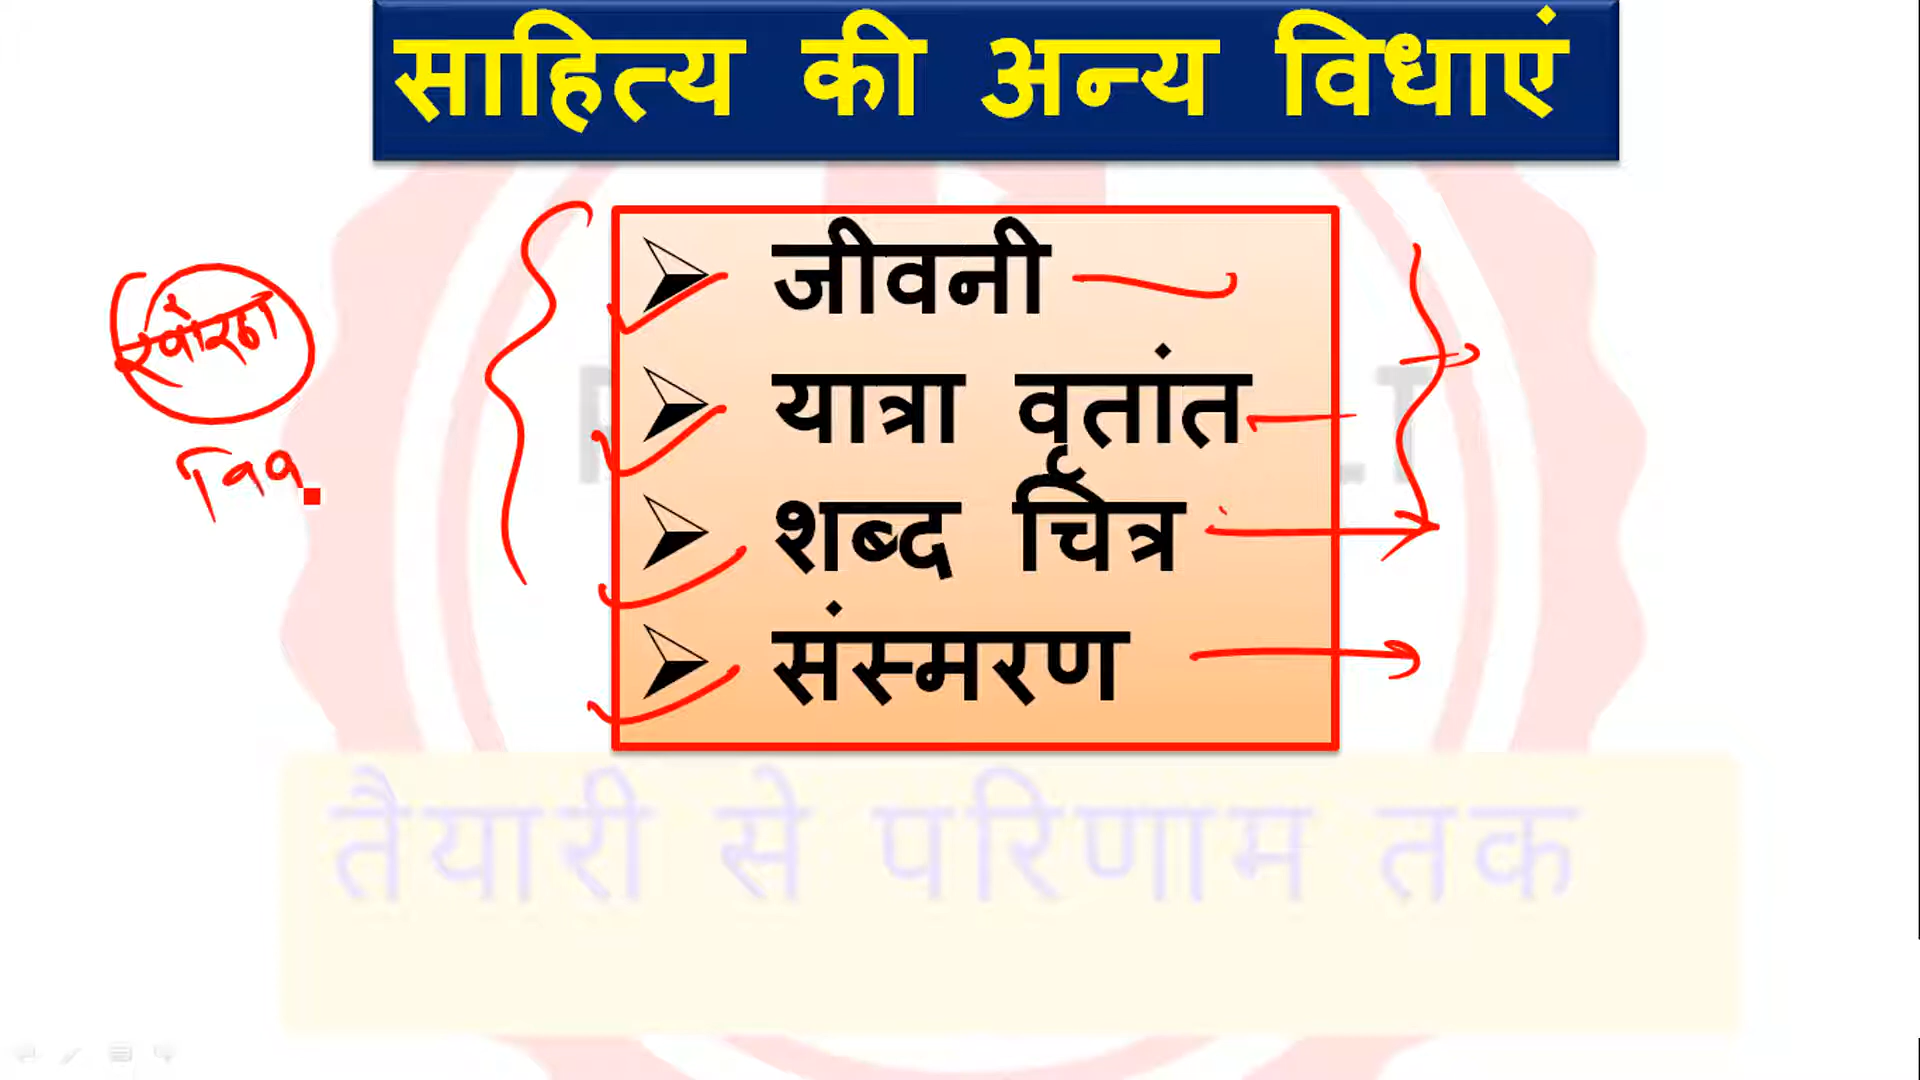 साहित्य की अन्य विधाएं
जीवनी
यात्रा वृतांत
शब्द चित्र
संस्मरण
तैयारी से परिणाम तक